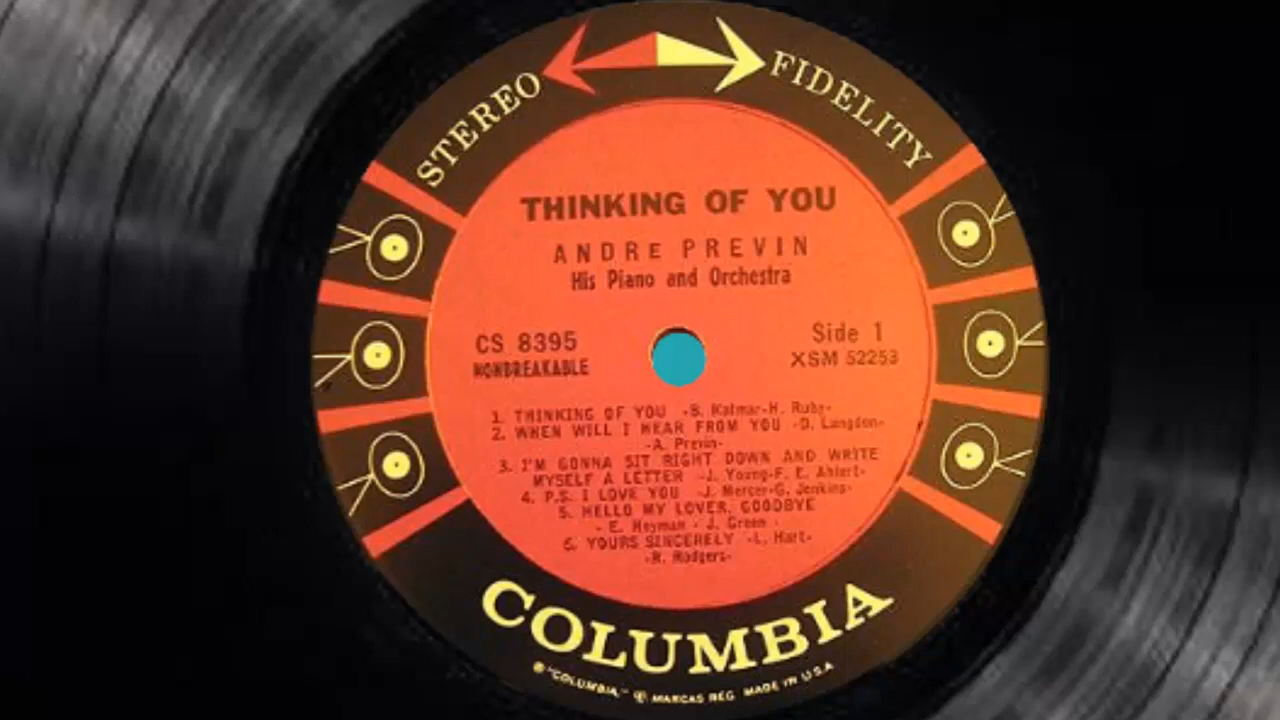 STEREO FIDELITY
THINKING OF YOU
ANDRE PREVIN
His Piano and Orchestra
CS 8395
NONBREAKABLE
Side 1
XSM 52253
1. THINKING OF YOU -B. Kalmar-H. Ruby-
2. WHEN WILL I HEAR FROM YOU -D. Langdon-
-A. Previn-
3. I'M GONNA SIT RIGHT DOWN AND WRITE
MYSELF A LETTER -J. Young-F. E. Ahlert-
4. P.S. I LOVE YOU -J. Mercer-G. Jenkins-
5. HELLO MY LOVER, GOODBYE
- E. Heyman - J. Green -
6. YOURS SINCERELY -L. Hart-
-R. Rodgers-
COLUMBIA
® "COLUMBIA," MARCAS REG. MADE IN U.S.A